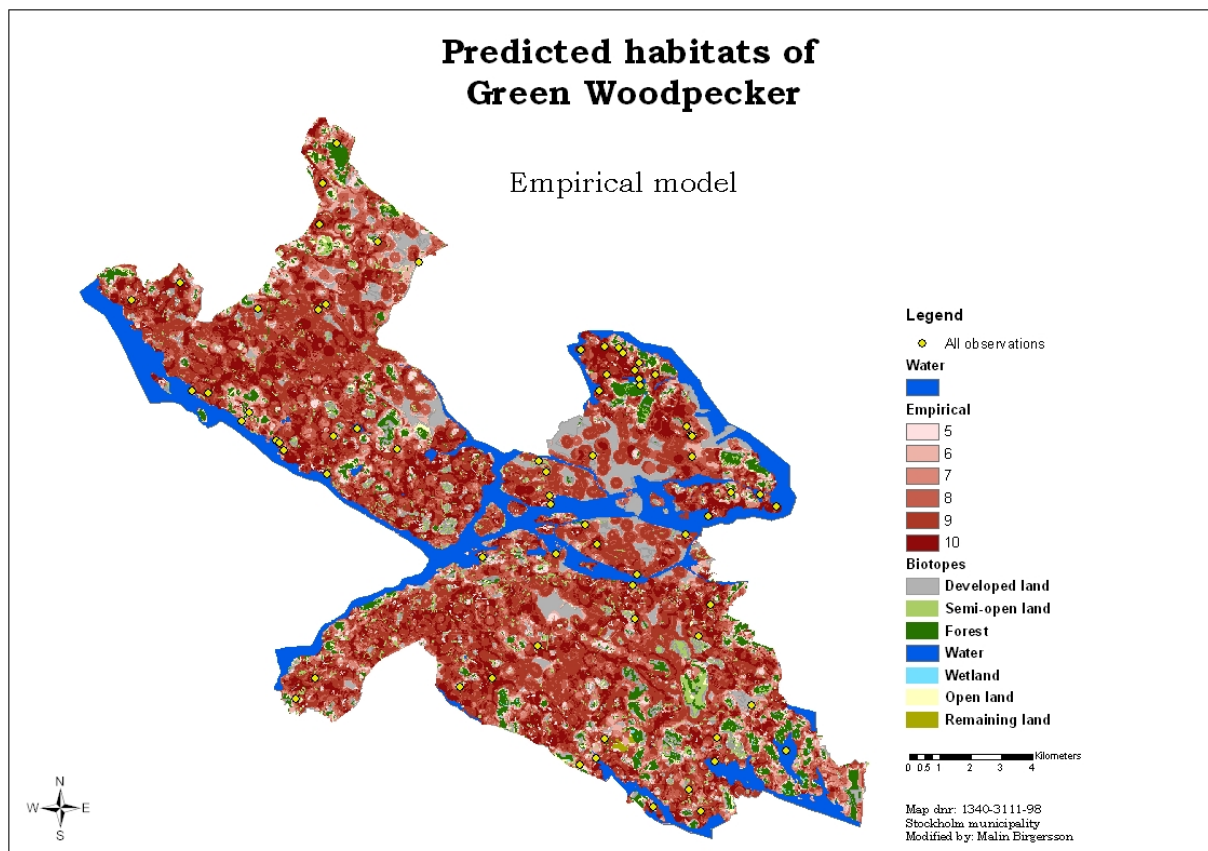 Predicted habitats of
Green Woodpecker
Empirical model
Legend
All observations
Water
Empirical
5
6
7
8
9
10
Biotopes
Developed land
Semi-open land
Forest
Water
Wetland
Open land
Remaining land
Kilometers
0 0.5 1 2 3 4
N
W E
S
Map dnr: 1340-3111-98
Stockholm municipality
Modified by: Malin Birgersson